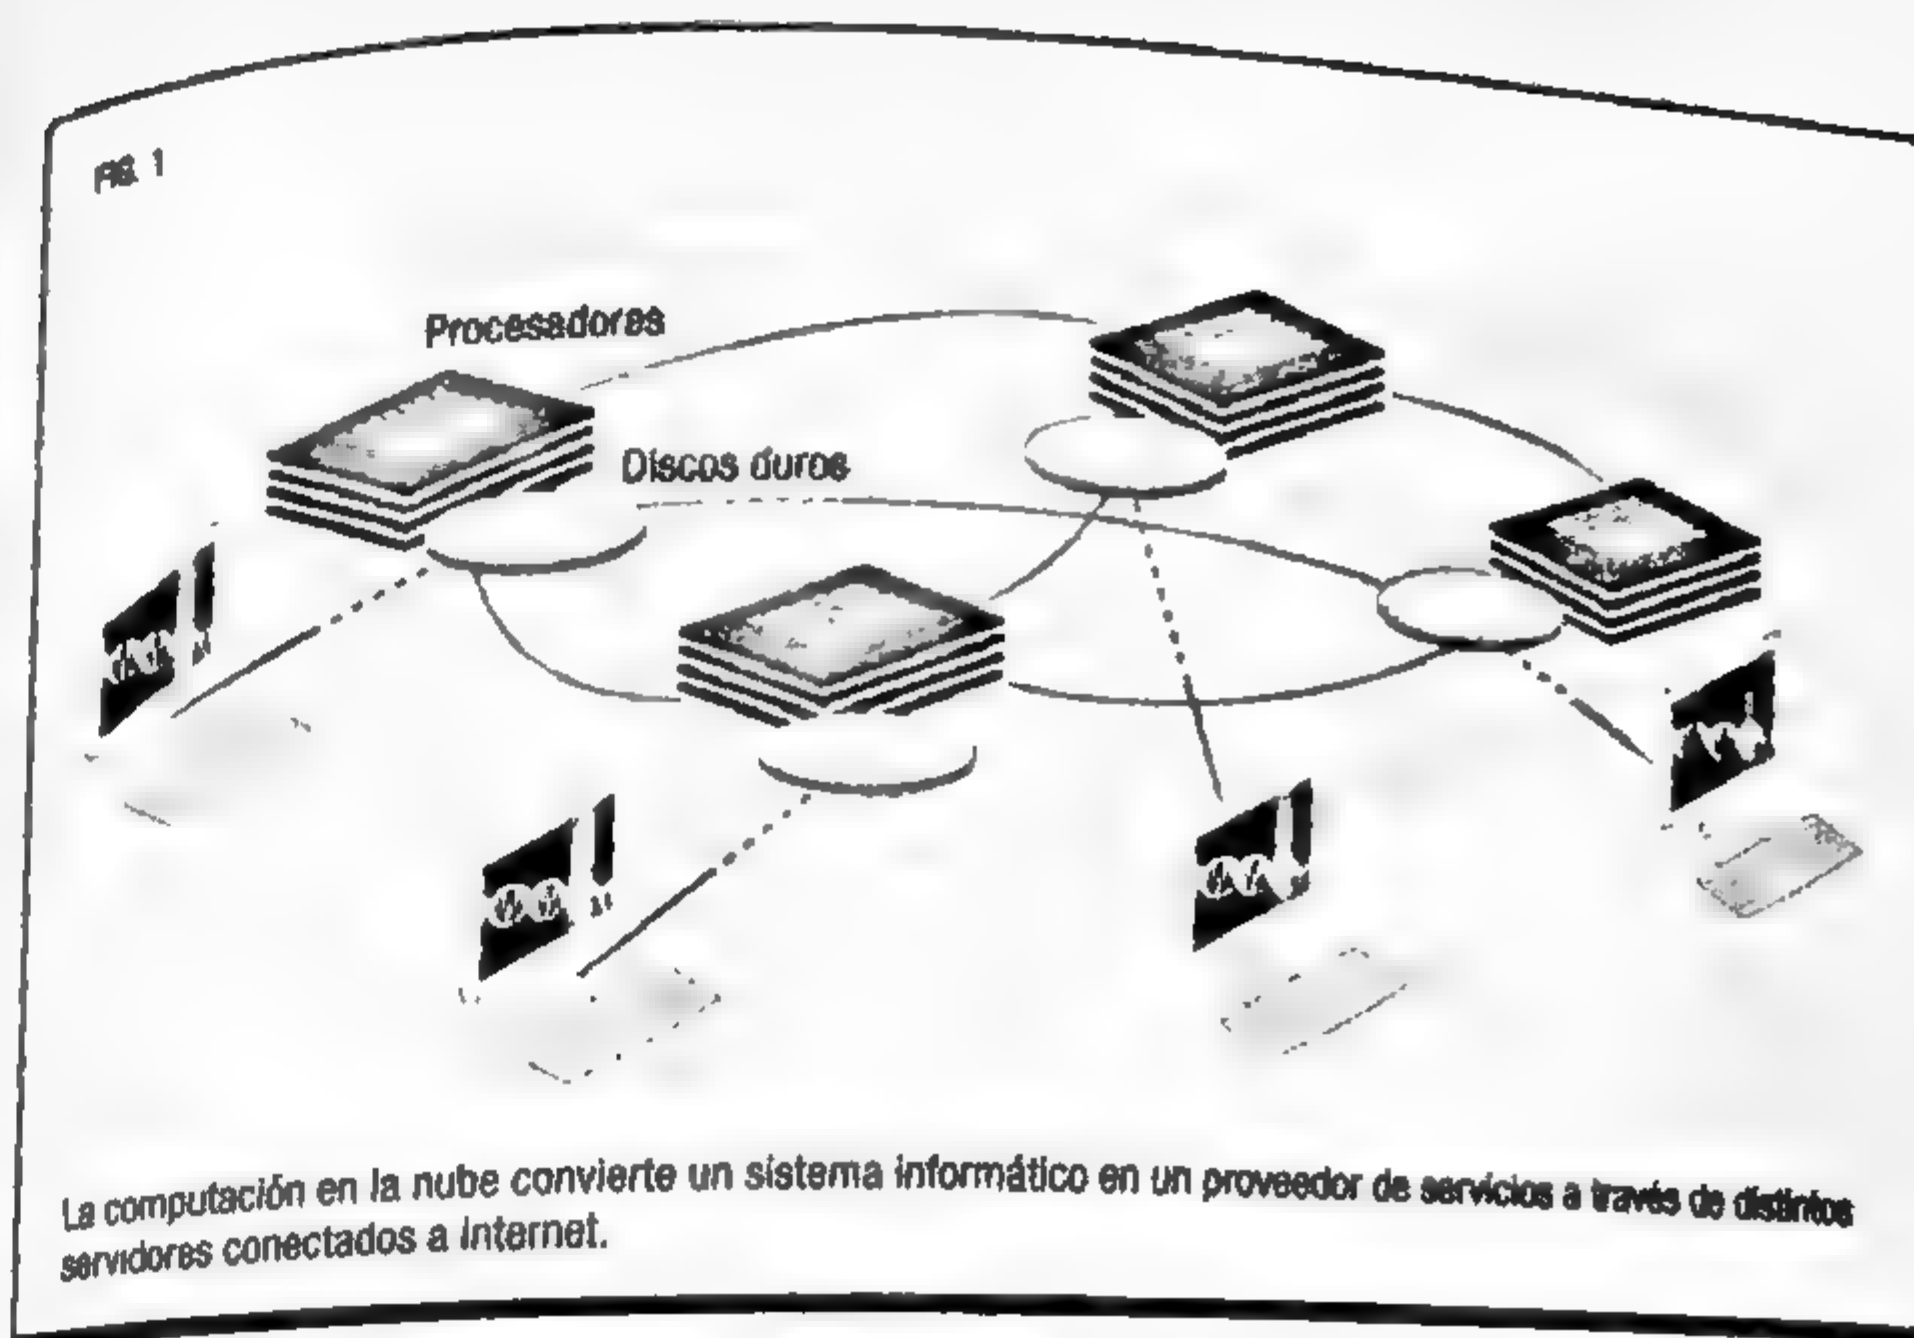 FIG. 1
Procesadores
Discos duros
La computación en la nube convierte un sistema informático en un proveedor de servicios a través de distintos
servidores conectados a Internet.